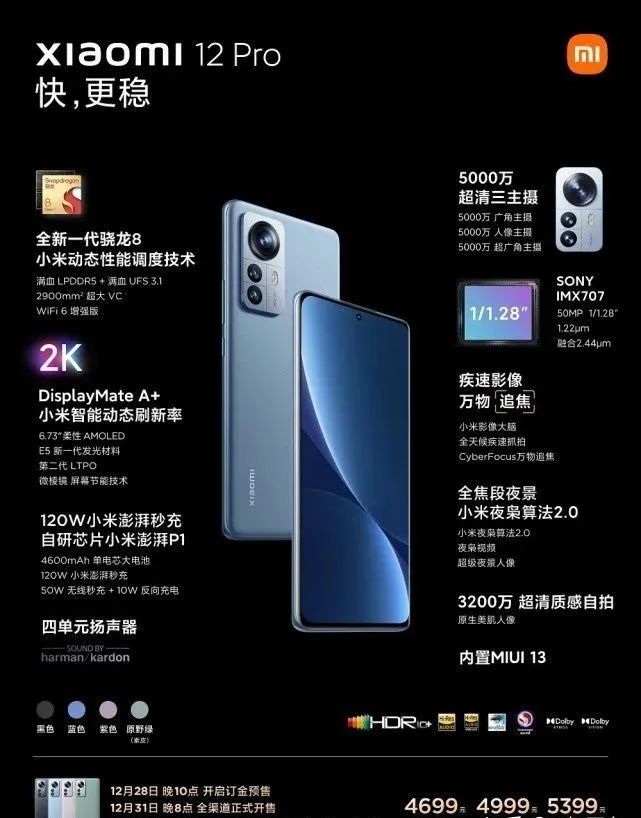 xiaomi 12 Pro
快,更稳
Snapdragon
骁龙
8
全新一代骁龙8
小米动态性能调度技术
满血 LPDDR5 + 满血 UFS 3.1
2900mm² 超大 VC
WiFi 6 增强版
2K
DisplayMate A+
小米智能动态刷新率
6.73"柔性 AMOLED
E5 新一代发光材料
第二代 LTPO
微棱镜 屏幕节能技术
120W小米澎湃秒充
自研芯片小米澎湃P1
4600mAh 单电芯大电池
120W 小米澎湃秒充
50W 无线秒充 + 10W 反向充电
四单元扬声器
SOUND BY
harman/kardon
xiaomi
5000万
超清三主摄
5000万 广角主摄
5000万 人像主摄
5000万 超广角主摄
1/1.28"
SONY
IMX707
50MP 1/1.28"
1.22μm
融合2.44μm
疾速影像
万物 追焦
小米影像大脑
全天候疾速抓拍
CyberFocus万物追焦
全焦段夜景
小米夜枭算法2.0
小米夜枭算法2.0
夜枭视频
超级夜景人像
3200万 超清质感自拍
原生美肌人像
内置MIUI 13
黑色 蓝色 紫色 原野绿
(素皮)
HDR10+ Hi-Res AUDIO Hi-Res AUDIO Dolby ATMOS Dolby VISION
12月28日 晚10点 开启订金预售
12月31日 晚8点 全渠道正式开售
4699元 4999元 5399元